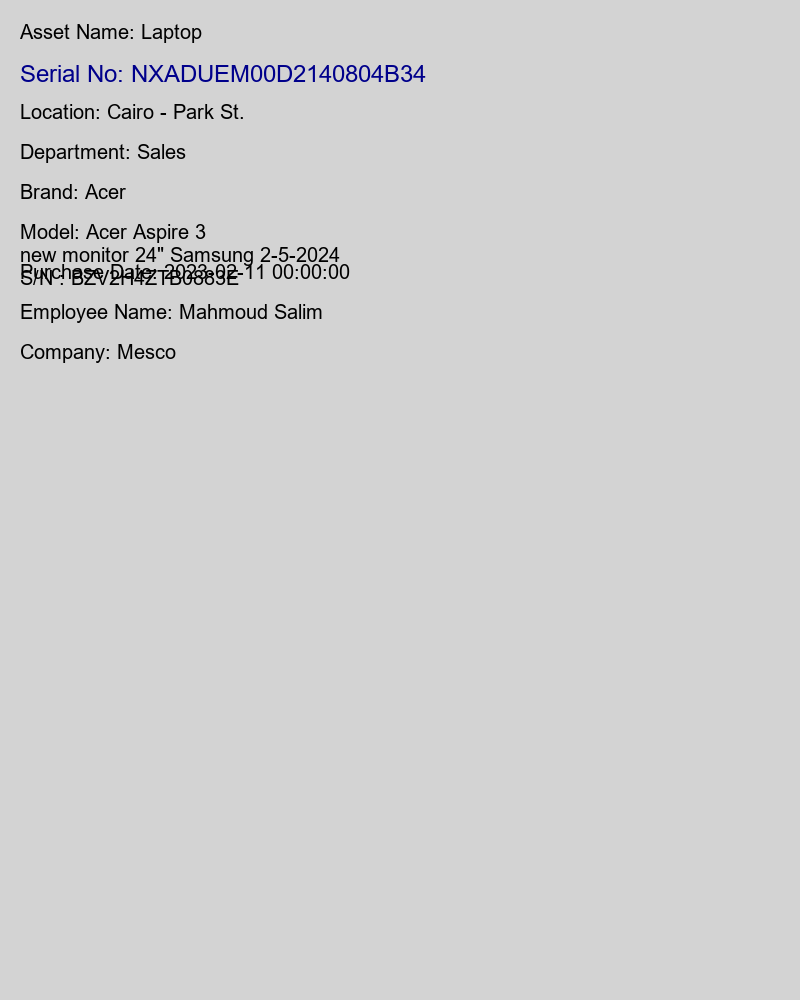 Asset Name: Laptop
Serial No: NXADUEM00D2140804B34
Location: Cairo - Park St.
Department: Sales
Brand: Acer
Model: Acer Aspire 3
new monitor 24" Samsung 2-5-2024
Purchase Date: 2023-02-11 00:00:00
S/N :
Employee Name: Mahmoud Salim
Company: Mesco